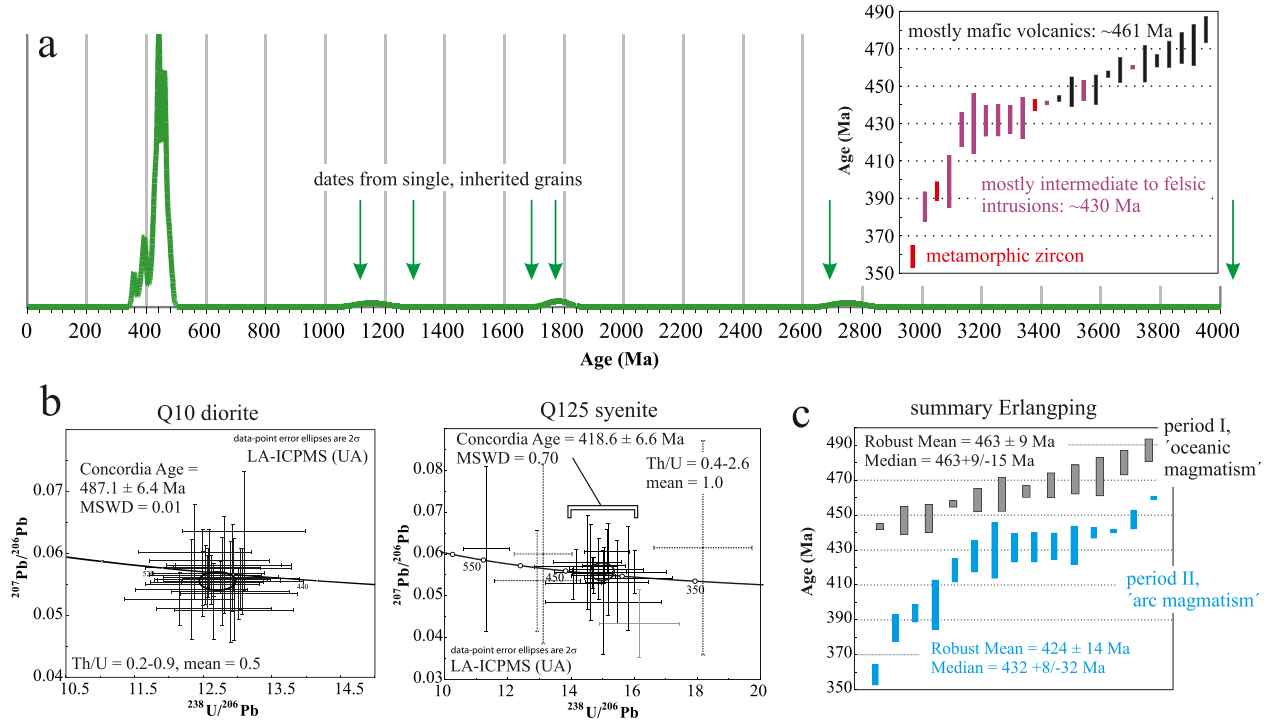 a
dates from single, inherited grains
0 200 400 600 800 1000 1200 1400 1600 1800 2000 2200 2400 2600 2800 3000 3200 3400 3600 3800 4000
Age (Ma)
490
470
450
430
410
390
370
350
Age (Ma)
mostly mafic volcanics: ~461 Ma
mostly intermediate to felsic
intrusions: ~430 Ma
metamorphic zircon
b
Q10 diorite
data-point error ellipses are 2σ
LA-ICPMS (UA)
Concordia Age =
487.1 ± 6.4 Ma
MSWD = 0.01
0.07
0.06
0.05
0.04
207Pb/206Pb
440
Th/U = 0.2-0.9, mean = 0.5
10.5 11.5 12.5 13.5 14.5
238U/206Pb
Q125 syenite
Concordia Age = 418.6 ± 6.6 Ma
MSWD = 0.70
Th/U = 0.4-2.6
mean = 1.0
0.08
0.07
0.06
0.05
0.04
0.03
207Pb/206Pb
550
450
350
data-point error ellipses are 2σ
LA-ICPMS (UA)
10 12 14 16 18 20
238U/206Pb
c
summary Erlangping
Robust Mean = 463 ± 9 Ma
Median = 463+9/-15 Ma
period I,
´oceanic
magmatism´
490
470
450
430
410
390
370
350
Age (Ma)
period II,
´arc magmatism´
Robust Mean = 424 ± 14 Ma
Median = 432 +8/-32 Ma